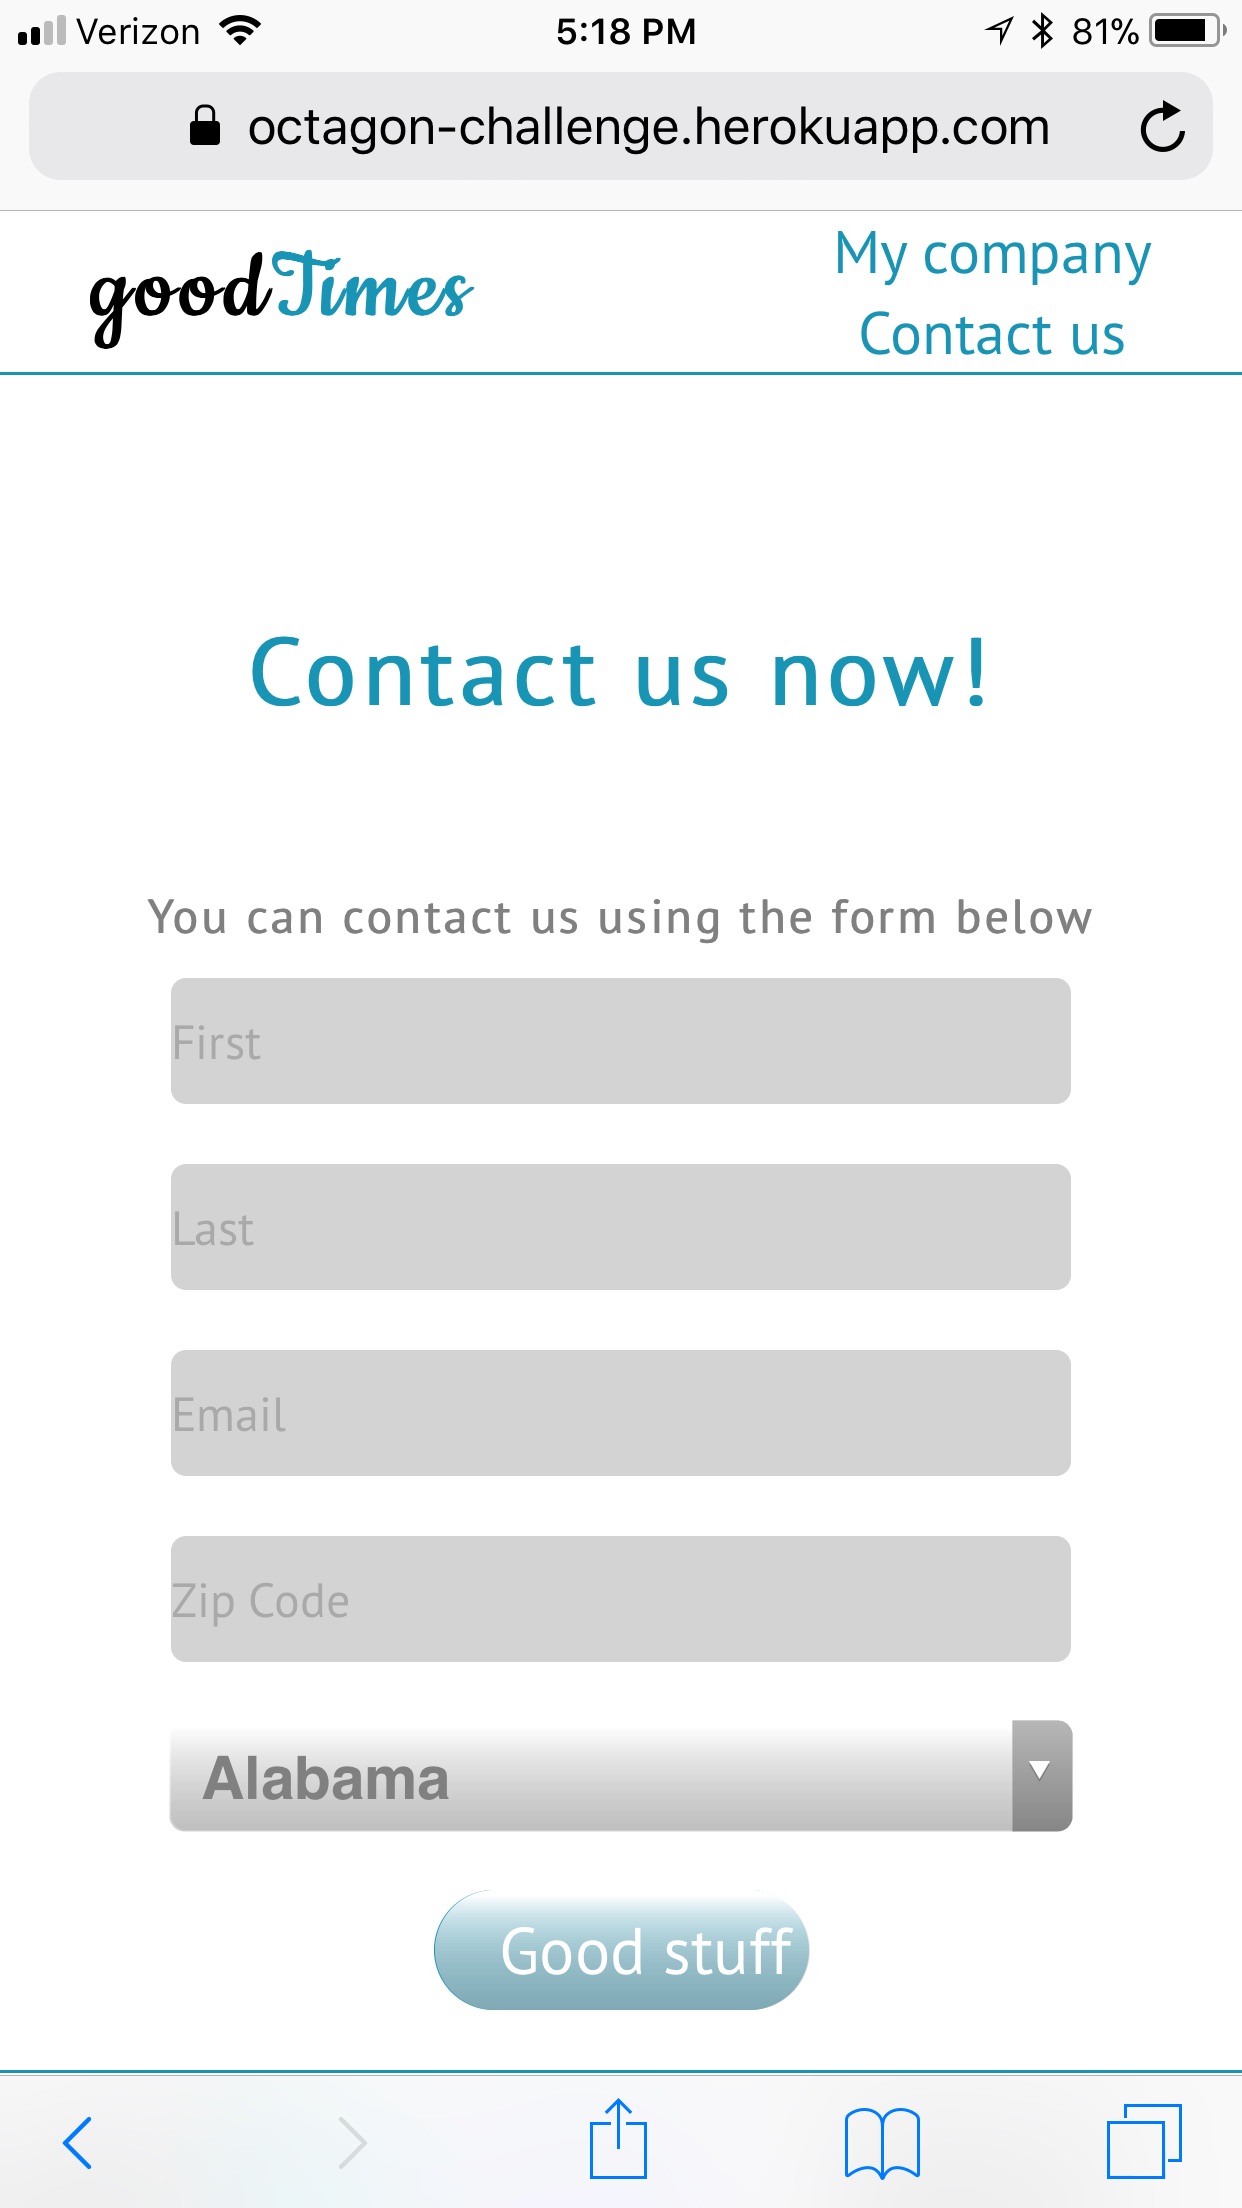 Verizon 5:18 PM 81%
octagon-challenge.herokuapp.com
goodTimes
My company
Contact us
Contact us now!
You can contact us using the form below
First
Last
Email
Zip Code
Alabama
Good stuff